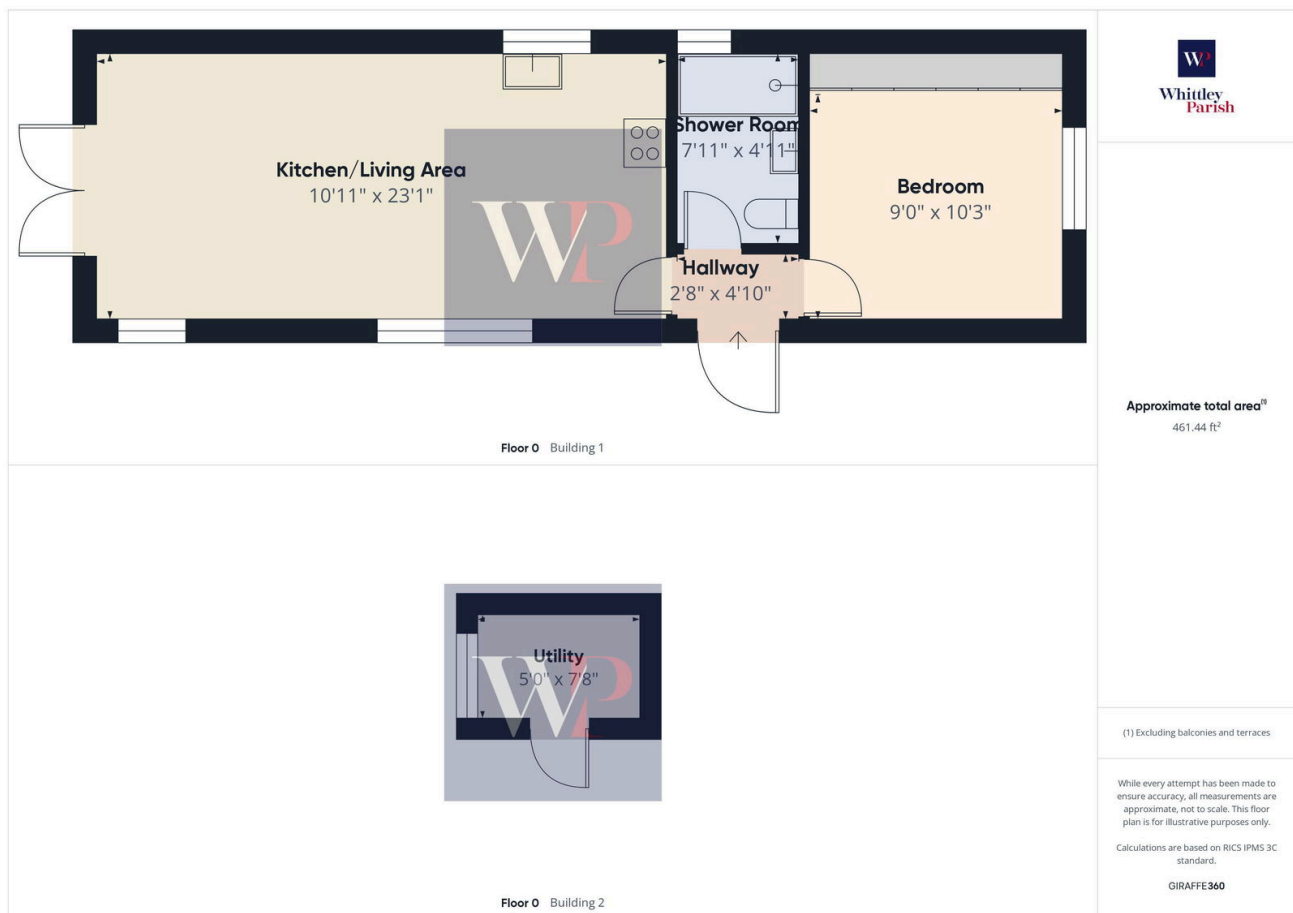 Kitchen/Living Area
10'11" x 23'1"
Shower Room
7'11" x 4'11"
Hallway
2'8" x 4'10"
Bedroom
9'0" x 10'3"
WP
Floor 0 Building 1
Utility
5'0" x 7'8"
WP
Floor 0 Building 2
WP
Whittley
Parish
Approximate total area(1)
461.44 ft²
(1) Excluding balconies and terraces
While every attempt has been made to
ensure accuracy, all measurements are
approximate, not to scale. This floor
plan is for illustrative purposes only.
Calculations are based on RICS IPMS 3C
standard.
GIRAFFE360